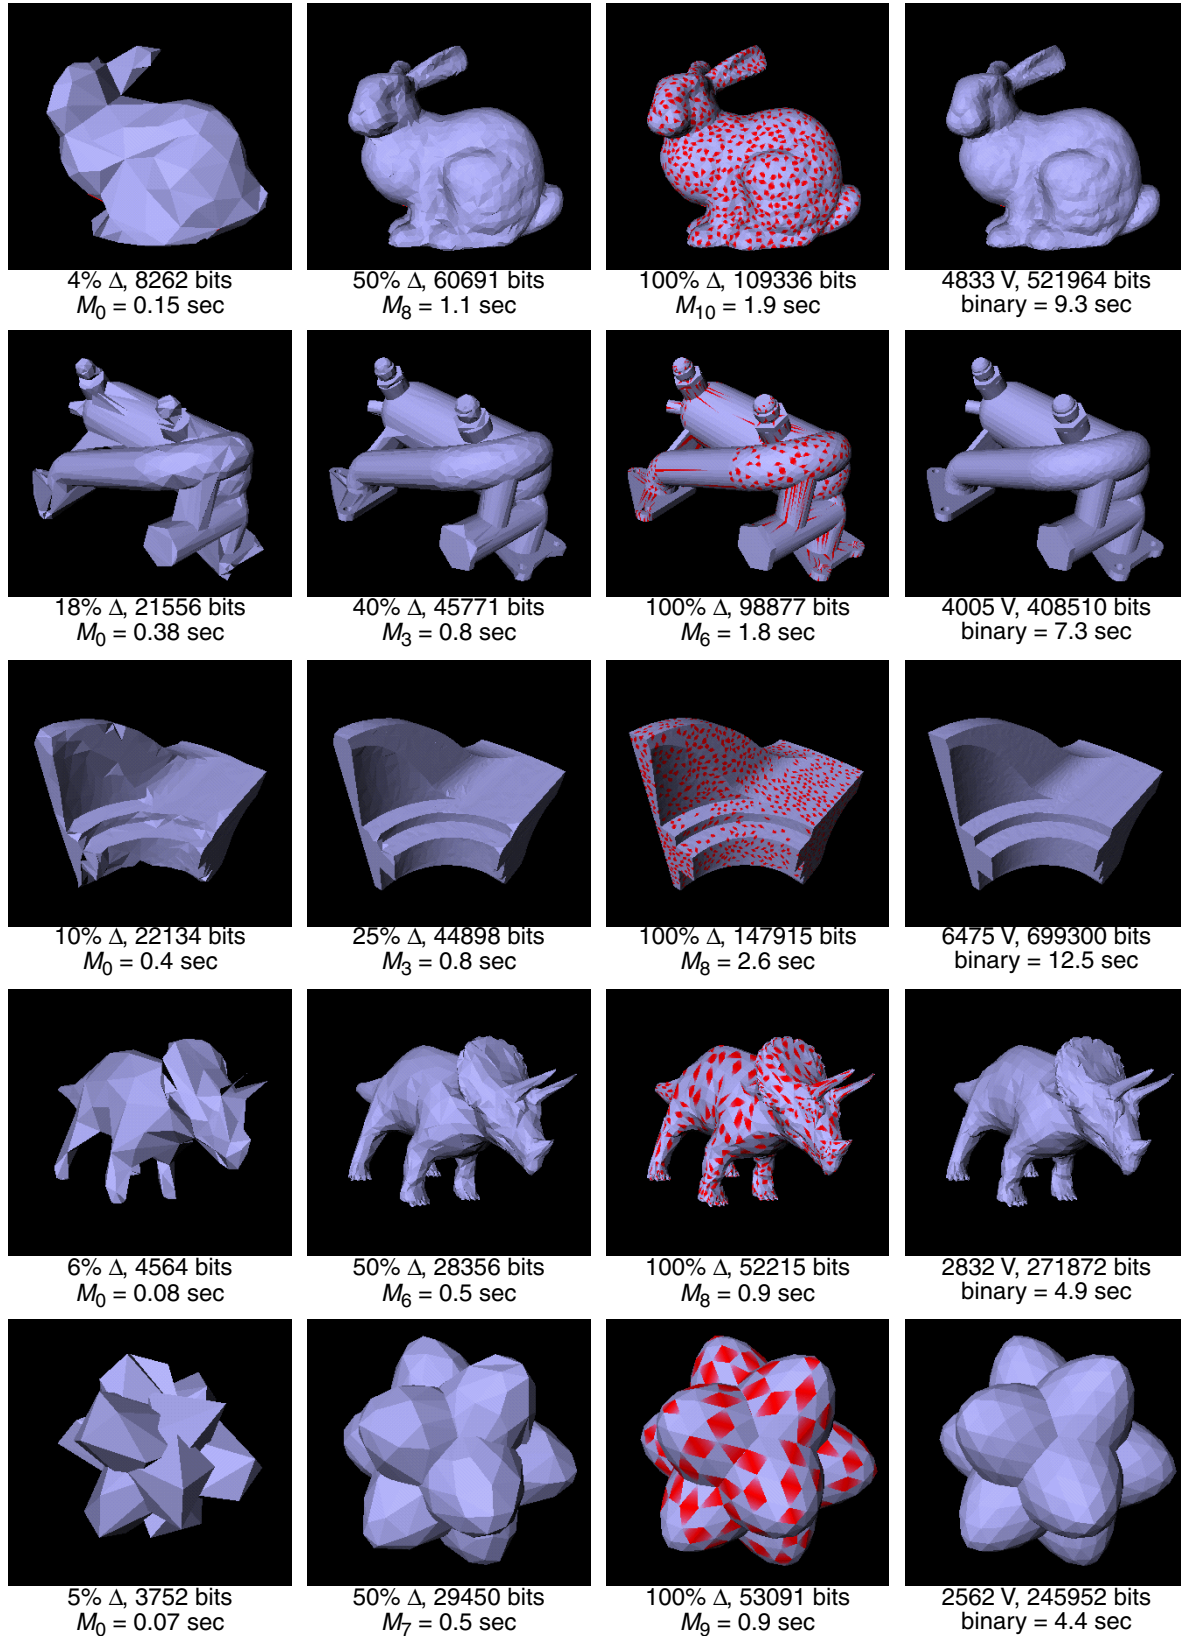 4% Δ, 8262 bits
M0 = 0.15 sec
50% Δ, 60691 bits
M8 = 1.1 sec
100% Δ, 109336 bits
M10 = 1.9 sec
4833 V, 521964 bits
binary = 9.3 sec
18% Δ, 21556 bits
M0 = 0.38 sec
40% Δ, 45771 bits
M3 = 0.8 sec
100% Δ, 98877 bits
M6 = 1.8 sec
4005 V, 408510 bits
binary = 7.3 sec
10% Δ, 22134 bits
M0 = 0.4 sec
25% Δ, 44898 bits
M3 = 0.8 sec
100% Δ, 147915 bits
M8 = 2.6 sec
6475 V, 699300 bits
binary = 12.5 sec
6% Δ, 4564 bits
M0 = 0.08 sec
50% Δ, 28356 bits
M6 = 0.5 sec
100% Δ, 52215 bits
M8 = 0.9 sec
2832 V, 271872 bits
binary = 4.9 sec
5% Δ, 3752 bits
M0 = 0.07 sec
50% Δ, 29450 bits
M7 = 0.5 sec
100% Δ, 53091 bits
M9 = 0.9 sec
2562 V, 245952 bits
binary = 4.4 sec